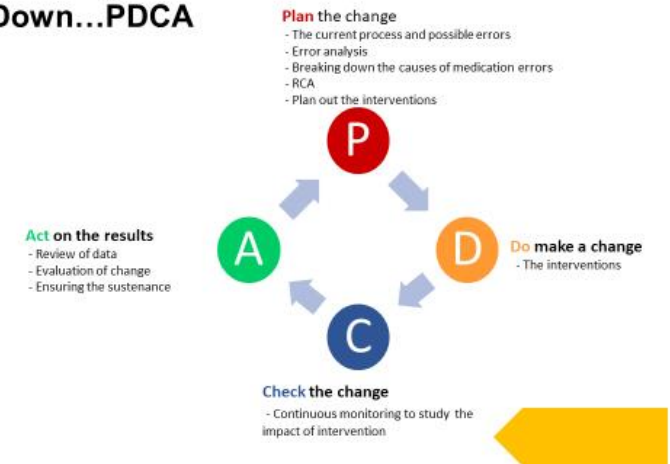 Down...PDCA
Plan the change
- The current process and possible errors
- Error analysis
- Breaking down the causes of medication errors
- RCA
- Plan out the interventions
P
D
Do make a change
- The interventions
C
Check the change
- Continuous monitoring to study the
impact of intervention
A
Act on the results
- Review of data
- Evaluation of change
- Ensuring the sustenance